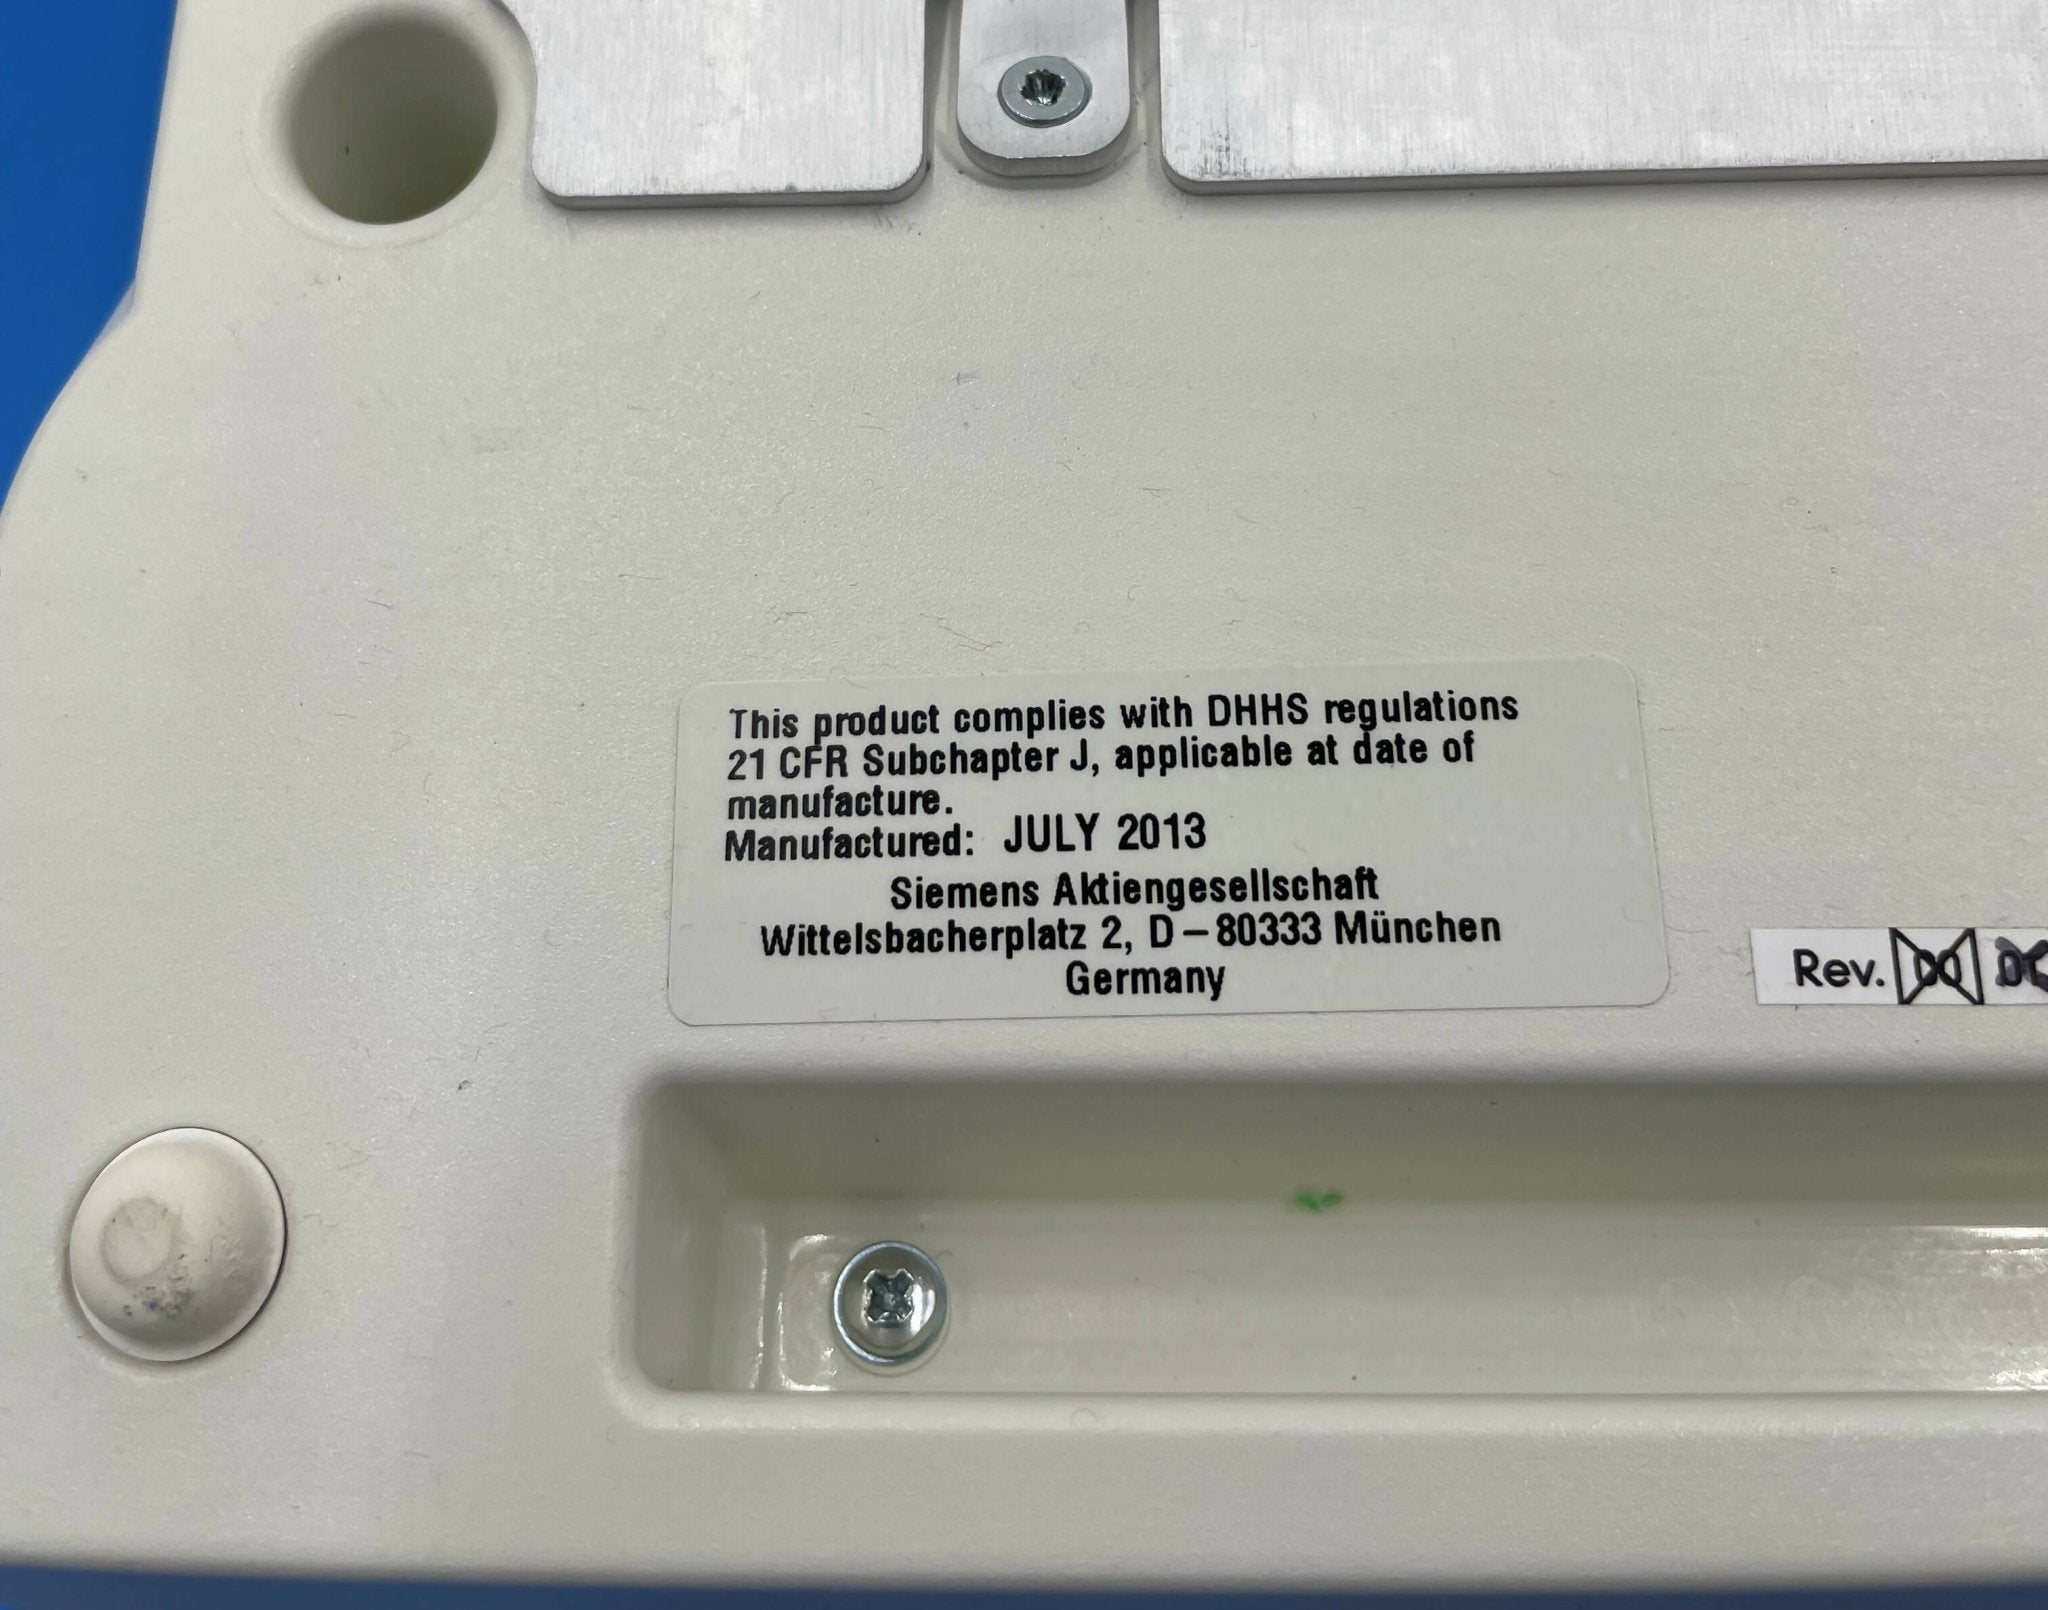 This product complies with DHHS regulations
21 CFR Subchapter J, applicable at date of
manufacture.
Manufactured: JULY 2013
Siemens Aktiengesellschaft
Wittelsbacherplatz 2, D – 80333 München
Germany
Rev.